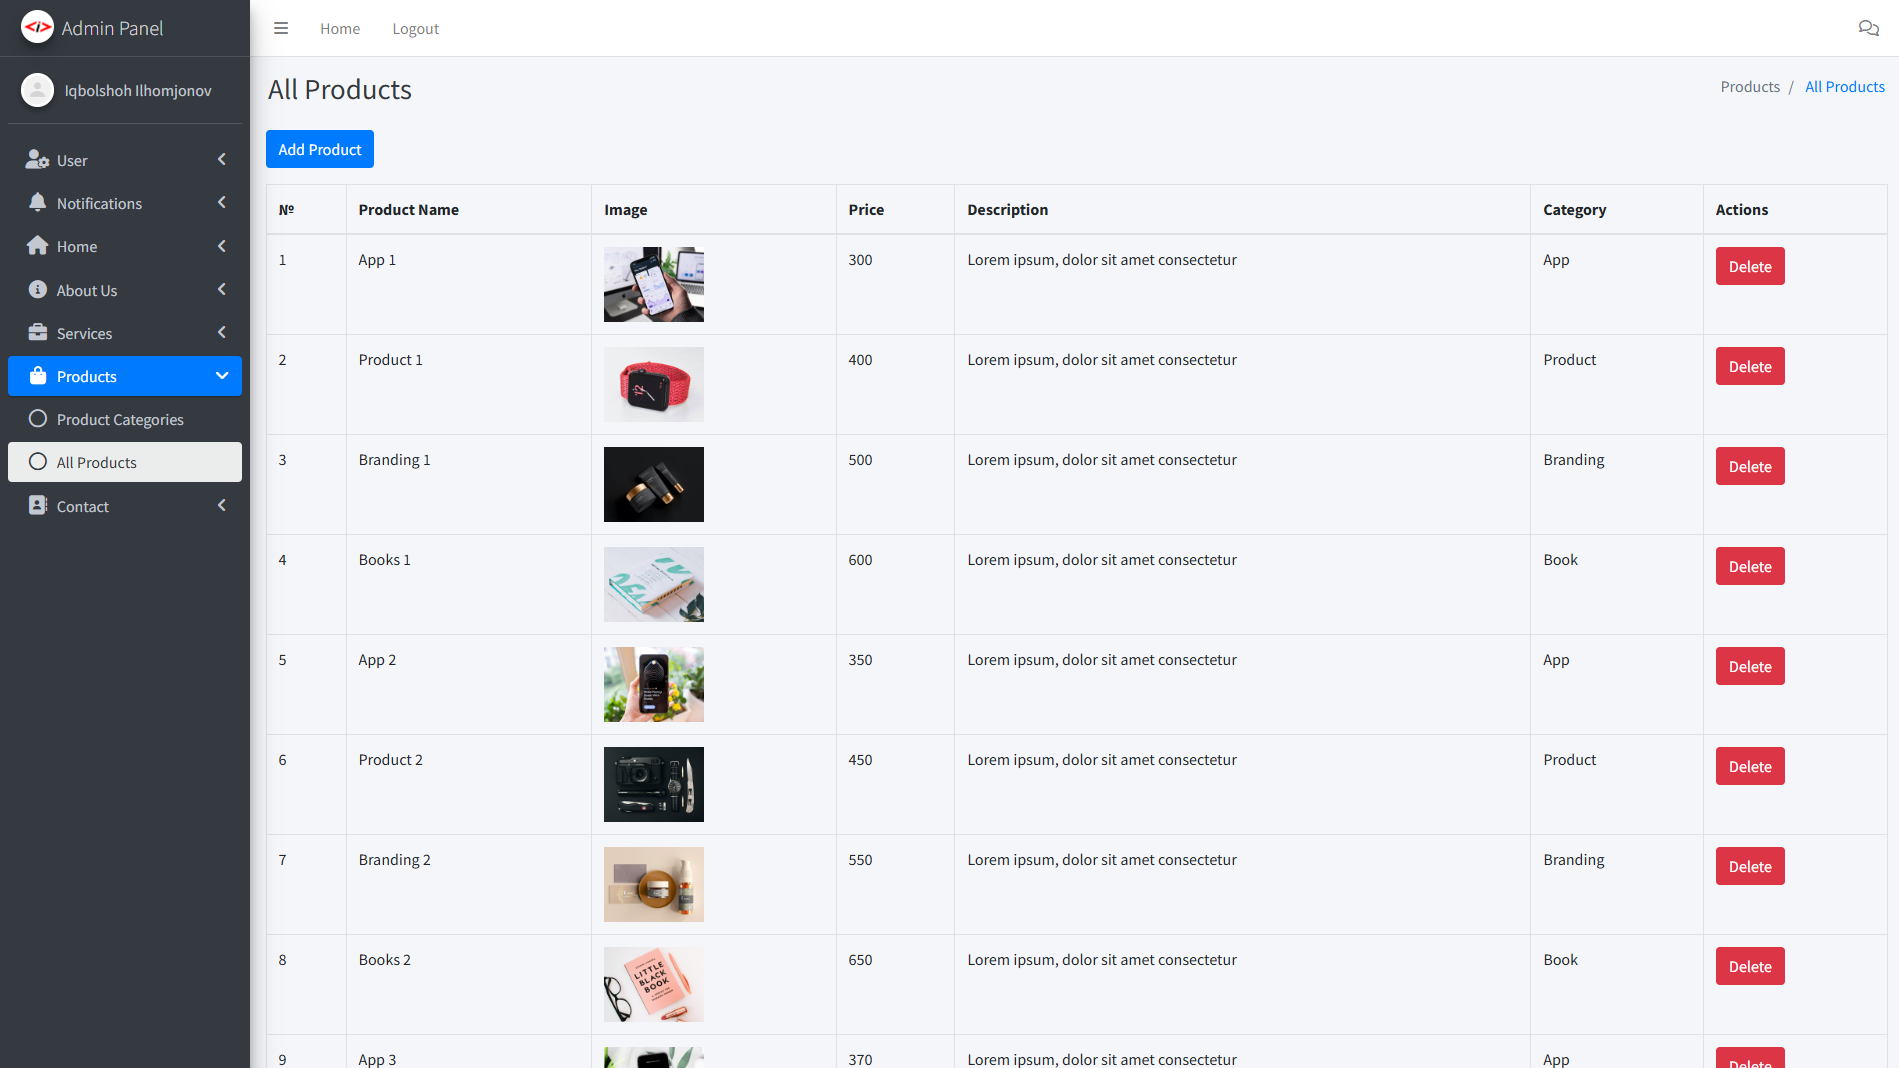 Admin Panel
Home
Logout
Iqbolshoh Ilhomjonov
User
Notifications
Home
About Us
Services
Products
Product Categories
All Products
Contact
All Products
Products / All Products
Add Product
№ Product Name Image Price Description Category Actions
1 App 1 300 Lorem ipsum, dolor sit amet consectetur App Delete
2 Product 1 400 Lorem ipsum, dolor sit amet consectetur Product Delete
3 Branding 1 500 Lorem ipsum, dolor sit amet consectetur Branding Delete
4 Books 1 600 Lorem ipsum, dolor sit amet consectetur Book Delete
5 App 2 350 Lorem ipsum, dolor sit amet consectetur App Delete
6 Product 2 450 Lorem ipsum, dolor sit amet consectetur Product Delete
7 Branding 2 550 Lorem ipsum, dolor sit amet consectetur Branding Delete
8 Books 2 650 Lorem ipsum, dolor sit amet consectetur Book Delete
LITTLE
BLACK
BOOK
9 App 3 370 Lorem ipsum, dolor sit amet consectetur App Delete